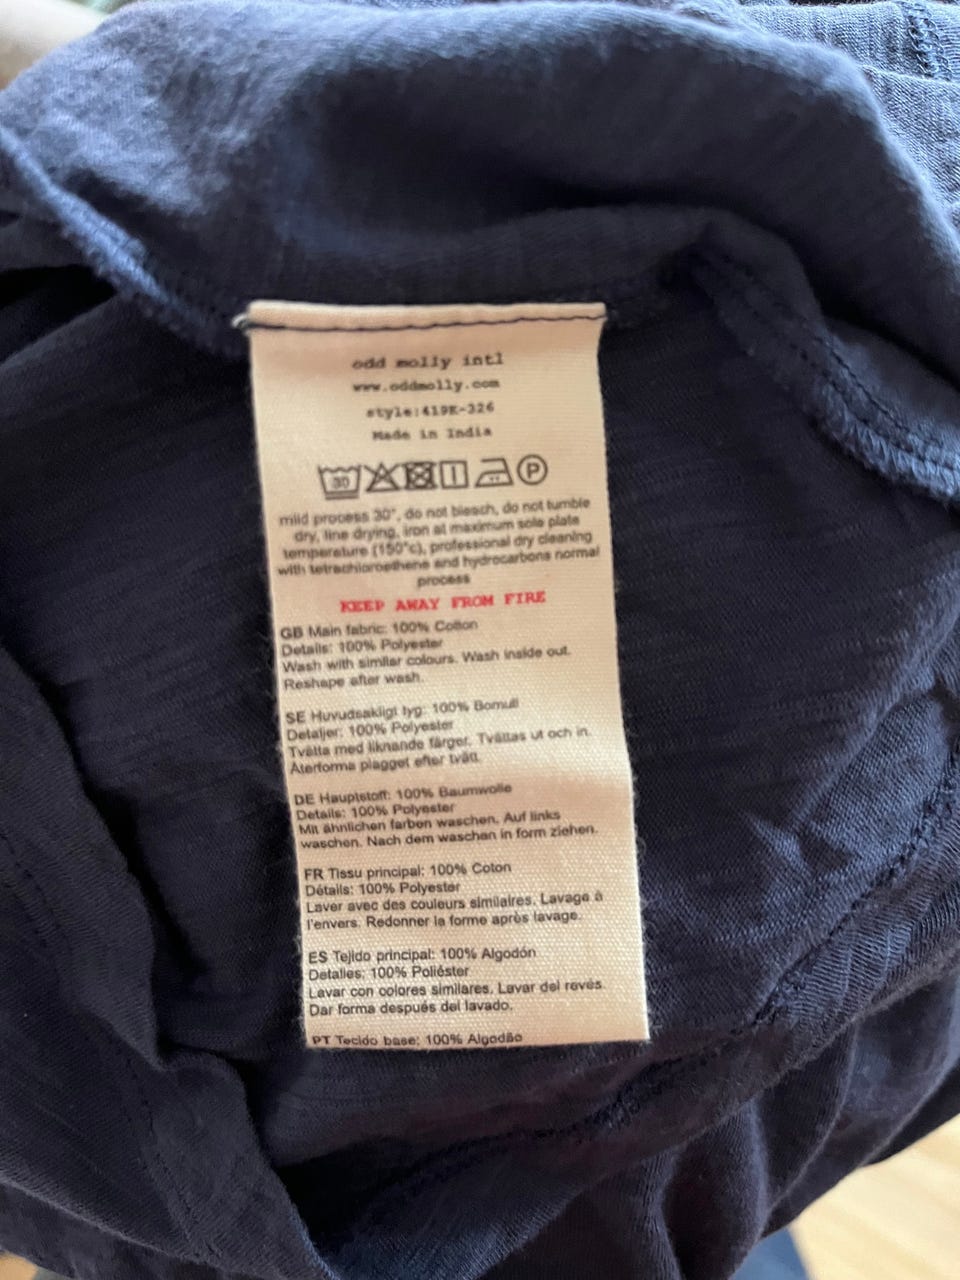 odd molly intl
www.oddmolly.com
style:419K-326
Made in India
30 P
mild process 30°, do not bleach, do not tumble
dry, line drying, iron at maximum sole plate
temperature (150°c), professional dry cleaning
with tetrachloroethene and hydrocarbons normal
process
KEEP AWAY FROM FIRE
GB Main fabric: 100% Cotton
Details: 100% Polyester
Wash with similar colours. Wash inside out.
Reshape after wash.
SE Huvudsakligt tyg: 100% Bomull
Detaljer: 100% Polyester
Tvätta med liknande färger. Tvättas ut och in.
Återforma plagget efter tvätt.
DE Hauptstoff: 100% Baumwolle
Details: 100% Polyester
Mit ähnlichen farben waschen. Auf links
waschen. Nach dem waschen in form ziehen.
FR Tissu principal: 100% Coton
Détails: 100% Polyester
Laver avec des couleurs similaires. Lavage à
l'envers. Redonner la forme après lavage.
ES Tejido principal: 100% Algodón
Detalles: 100% Poliéster
Lavar con colores similares. Lavar del revés.
Dar forma después del lavado.
PT Tecido base: 100% Algodão